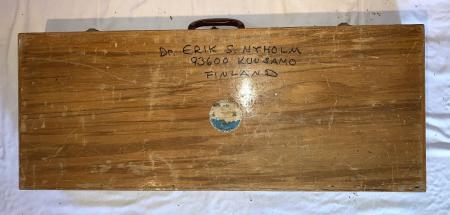 Dr. ERIK S. NYHOLM
93600 KUUSAMO
FINLAND